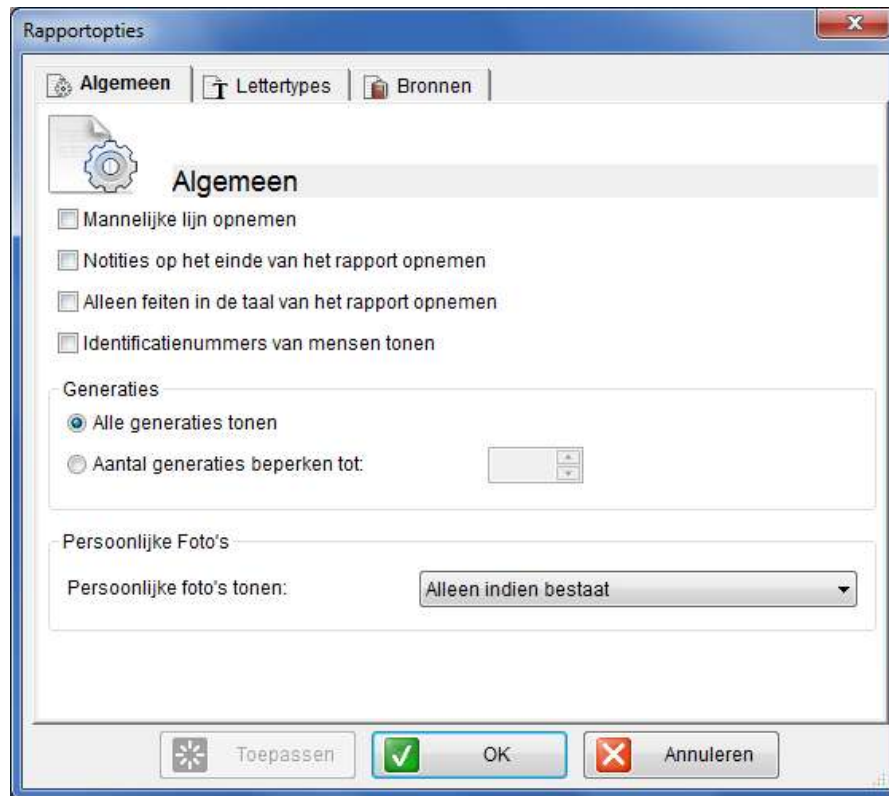 Rapportopties
Algemeen Lettertypes Bronnen
Algemeen
Mannelijke lijn opnemen
Notities op het einde van het rapport opnemen
Alleen feiten in de taal van het rapport opnemen
Identificatienummers van mensen tonen
Generaties
Alle generaties tonen
Aantal generaties beperken tot:
Persoonlijke Foto's
Persoonlijke foto's tonen: Alleen indien bestaat
Toepassen OK Annuleren